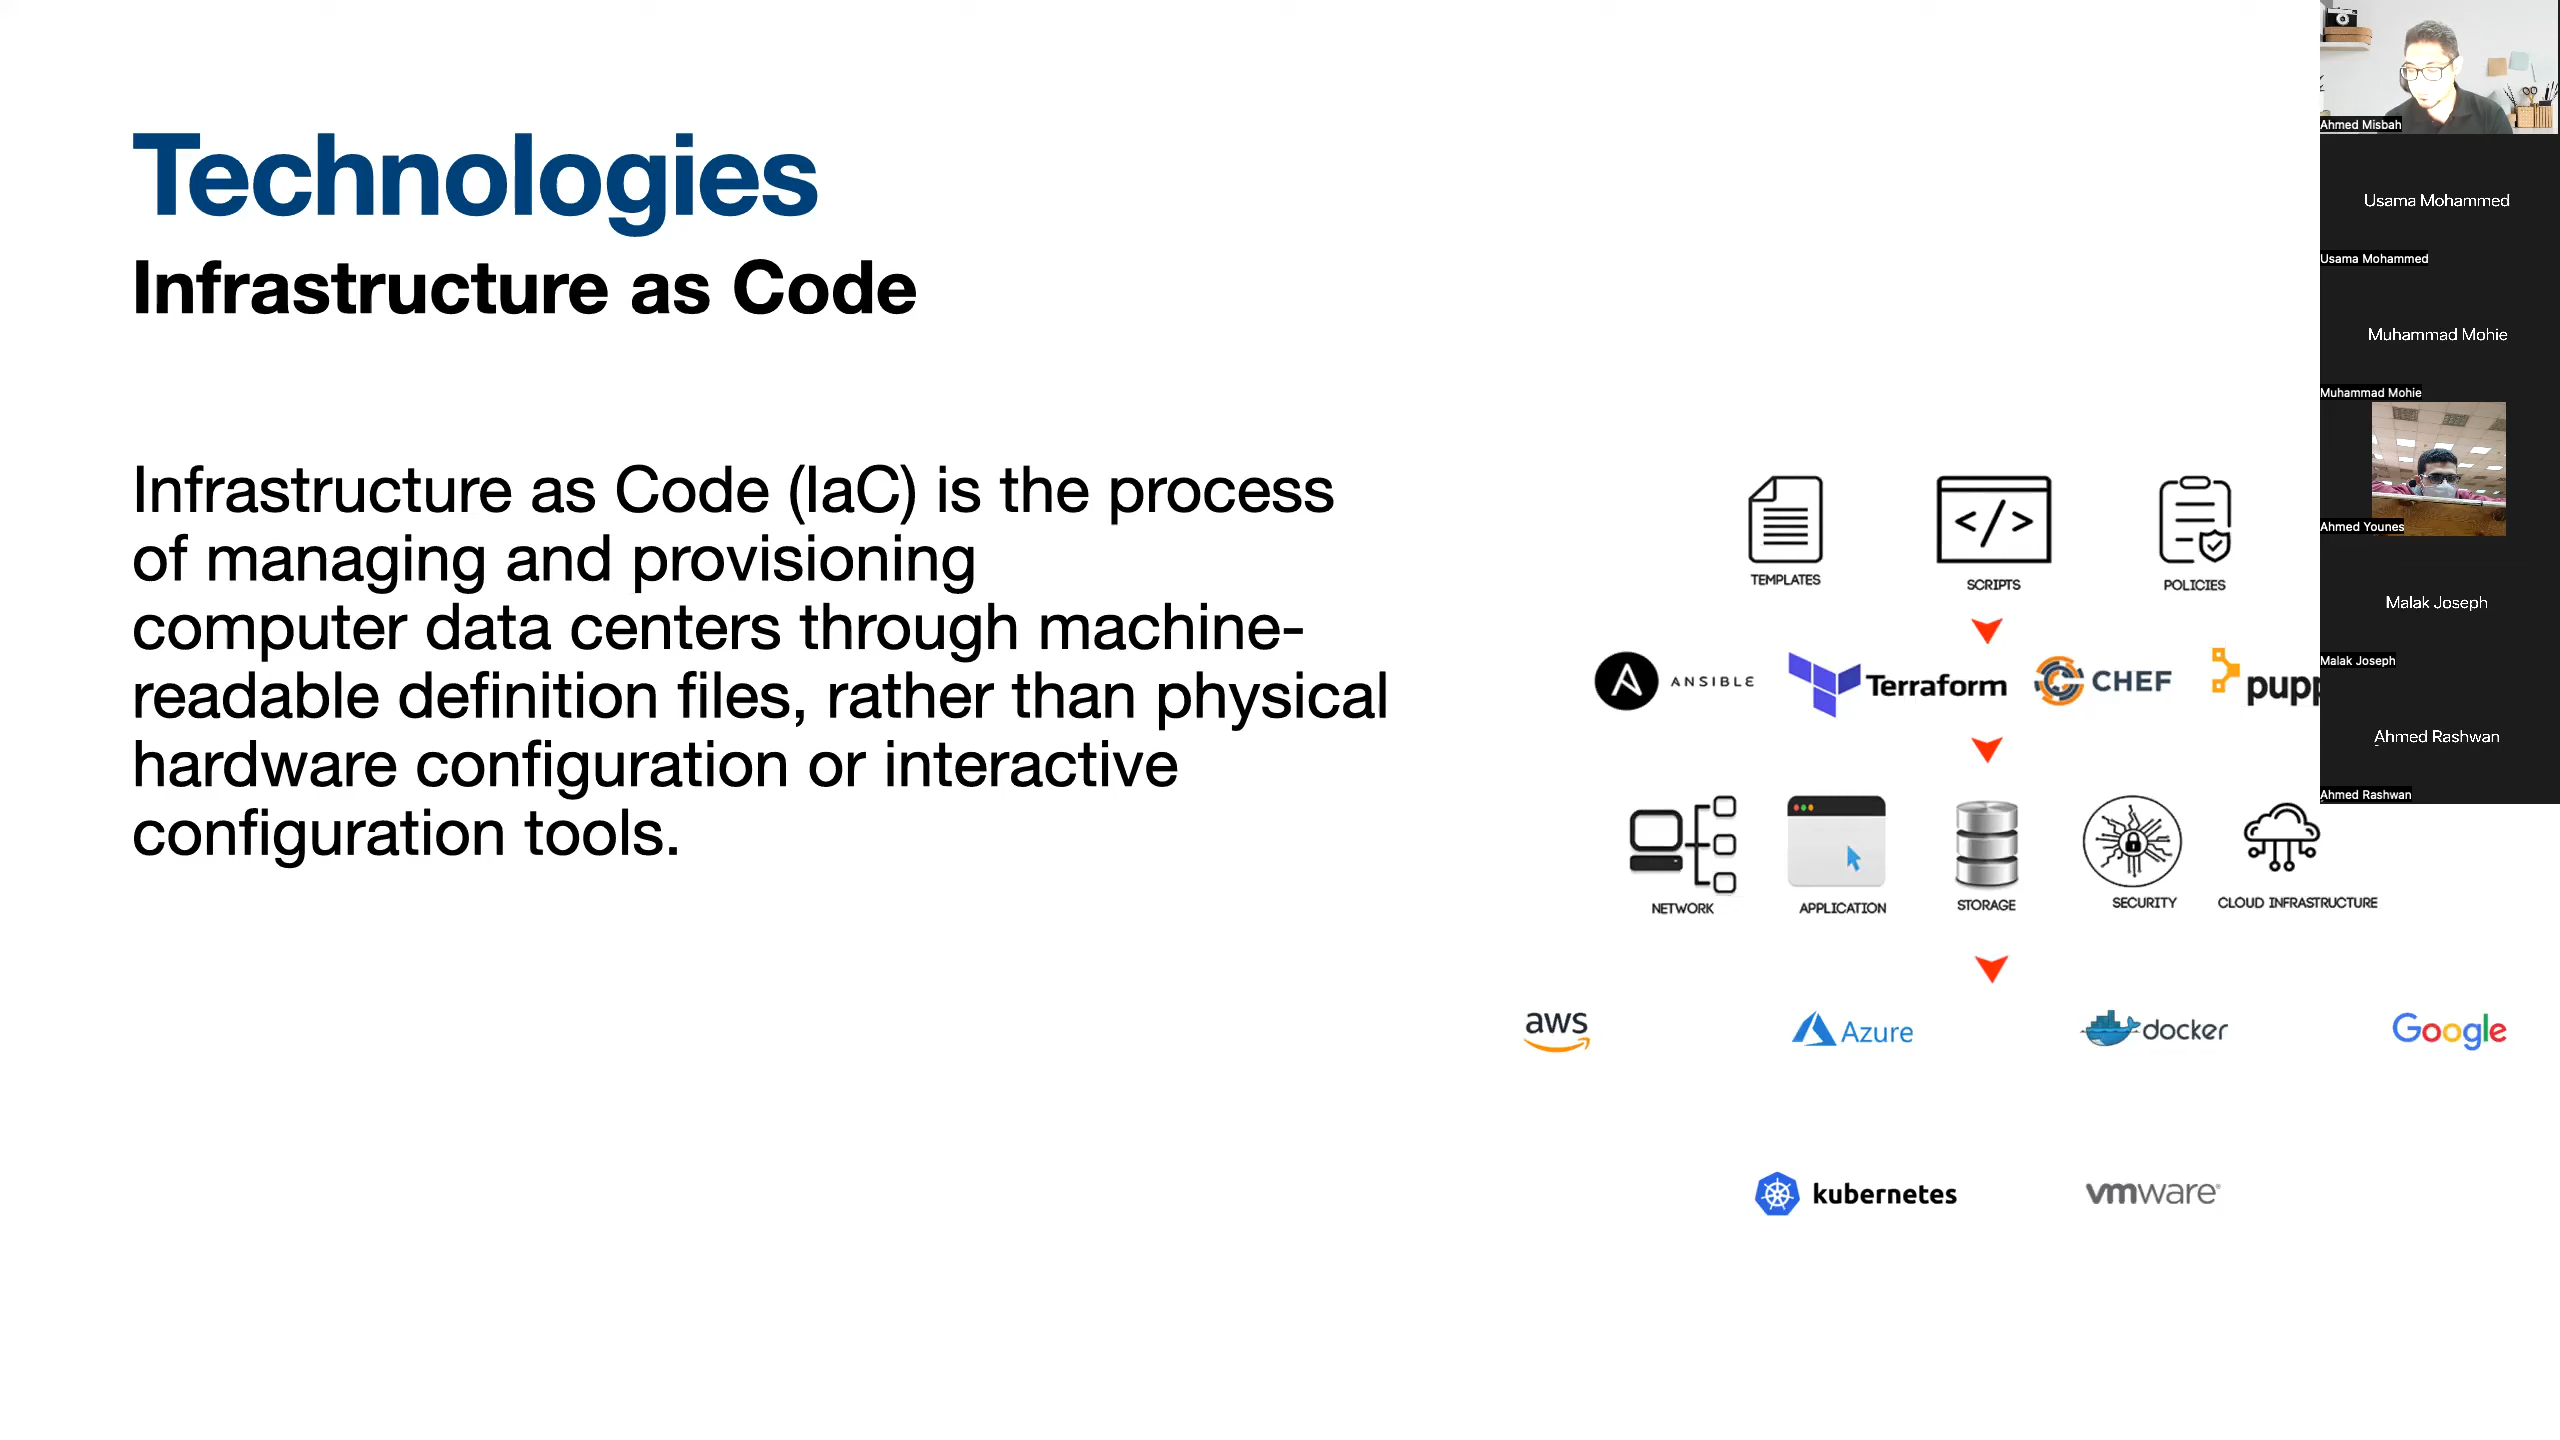 Technologies
Infrastructure as Code
Infrastructure as Code (IaC) is the process
of managing and provisioning
computer data centers through machine-
readable definition files, rather than physical
hardware configuration or interactive
configuration tools.
TEMPLATES
SCRIPTS
POLICIES
ANSIBLE
Terraform
CHEF
pupp
NETWORK
APPLICATION
STORAGE
SECURITY
CLOUD INFRASTRUCTURE
aws
Azure
docker
Google
kubernetes
vmware
Ahmed Misbah
Usama Mohammed
Usama Mohammed
Muhammad Mohie
Muhammad Mohie
Ahmed Younes
Malak Joseph
Malak Joseph
Ahmed Rashwan
Ahmed Rashwan